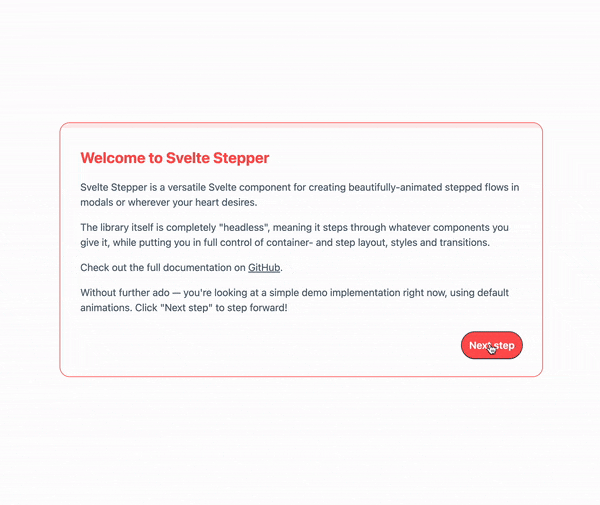 Welcome to Svelte Stepper
Svelte Stepper is a versatile Svelte component for creating beautifully-animated stepped flows in
modals or wherever your heart desires.
The library itself is completely "headless", meaning it steps through whatever components you
give it, while putting you in full control of container- and step layout, styles and transitions.
Check out the full documentation on GitHub.
Without further ado — you're looking at a simple demo implementation right now, using default
animations. Click "Next step" to step forward!
Next step